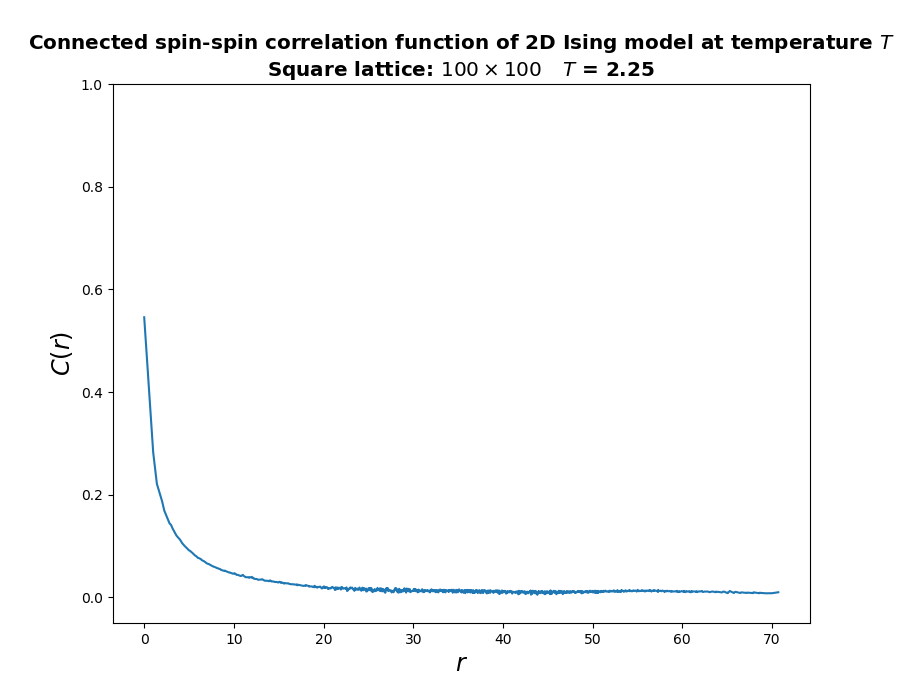 Connected spin-spin correlation function of 2D Ising model at temperature T
Square lattice: 100 × 100 T = 2.25
1.0
0.8
0.6
0.4
0.2
0.0
C(r)
0 10 20 30 40 50 60 70
r